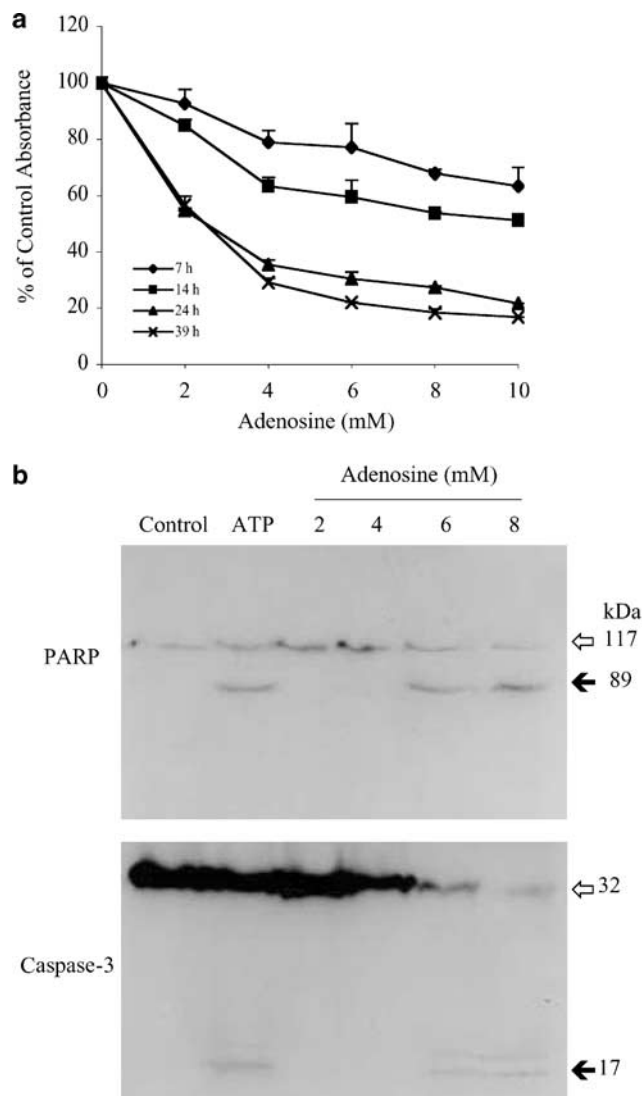 a
120
100
80
60
40
20
0
% of Control Absorbance
7 h
14 h
24 h
39 h
0 2 4 6 8 10
Adenosine (mM)
b
Adenosine (mM)
Control ATP 2 4 6 8
kDa
117
PARP
89
32
Caspase-3
17